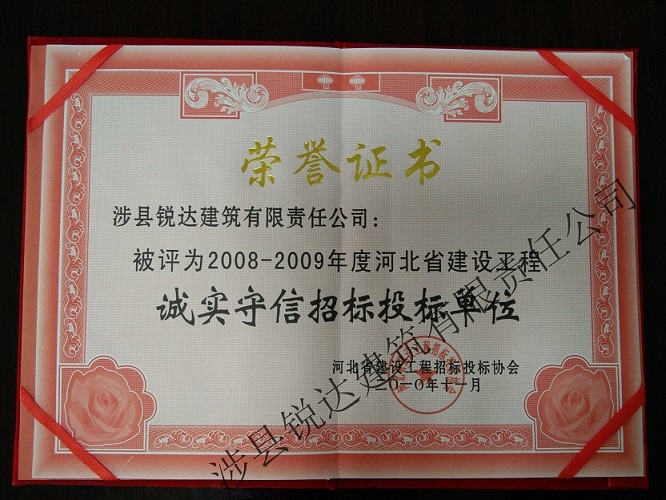 荣誉证书
涉县锐达建筑有限责任公司：
被评为2008-2009年度河北省建设工程
诚实守信招标投标单位
河北省建设工程招标投标协会
二〇一〇年十一月
涉县锐达建筑有限责任公司